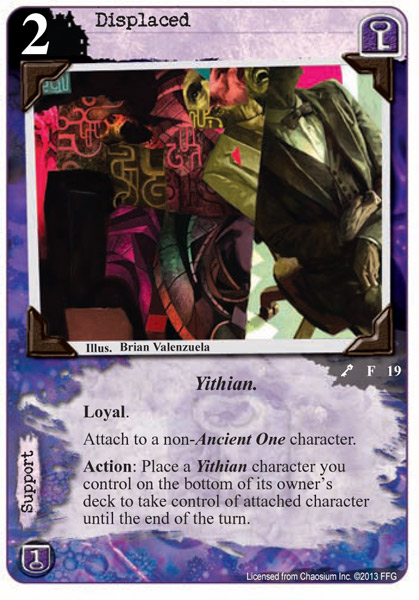 2
Displaced
Illus. Brian Valenzuela
F 19
Yithian.
Loyal.
Attach to a non-Ancient One character.
Action: Place a Yithian character you
control on the bottom of its owner's
deck to take control of attached character
until the end of the turn.
Support
1
Licensed from Chaosium Inc. ©2013 FFG